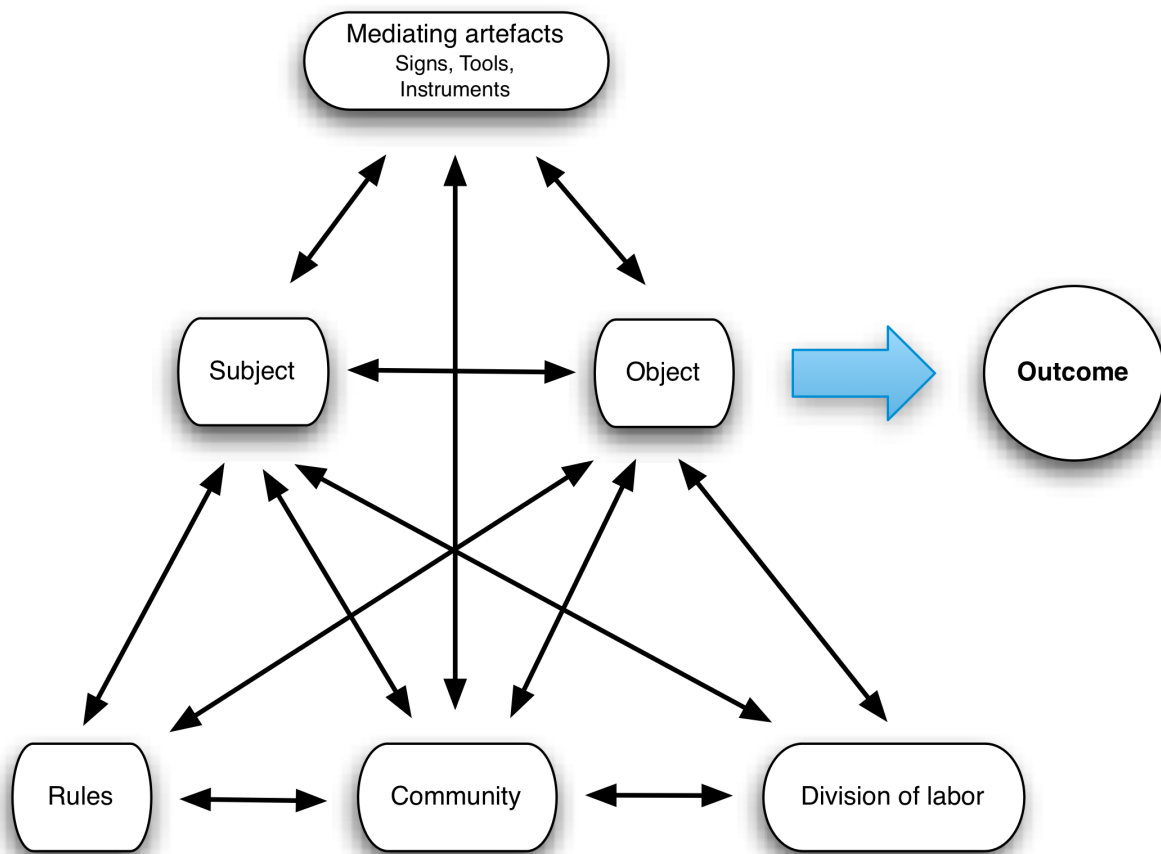 Mediating artefacts
Signs, Tools,
Instruments
Subject
Object
Outcome
Rules
Community
Division of labor